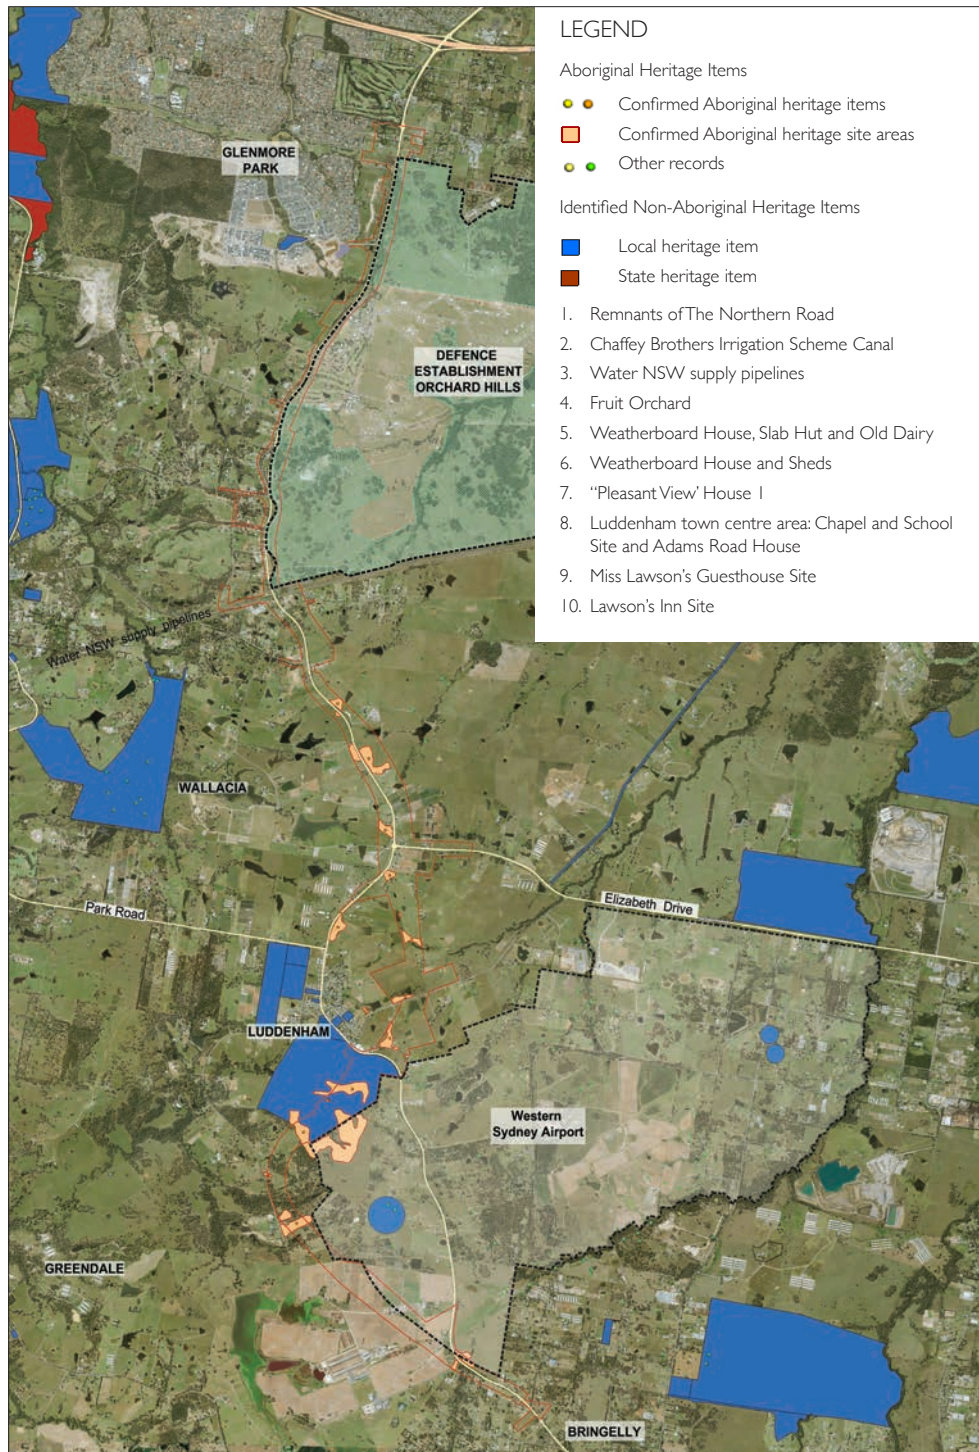 LEGEND
Aboriginal Heritage Items
Confirmed Aboriginal heritage items
Confirmed Aboriginal heritage site areas
Other records
Identified Non-Aboriginal Heritage Items
Local heritage item
State heritage item
1. Remnants of The Northern Road
2. Chaffey Brothers Irrigation Scheme Canal
3. Water NSW supply pipelines
4. Fruit Orchard
5. Weatherboard House, Slab Hut and Old Dairy
6. Weatherboard House and Sheds
7. “Pleasant View’ House 1
8. Luddenham town centre area: Chapel and School
Site and Adams Road House
9. Miss Lawson's Guesthouse Site
10. Lawson's Inn Site
GLENMORE
PARK
DEFENCE
ESTABLISHMENT
ORCHARD HILLS
Water NSW supply pipelines
WALLACIA
Park Road
Elizabeth Drive
LUDDENHAM
Western
Sydney Airport
GREENDALE
BRINGELLY